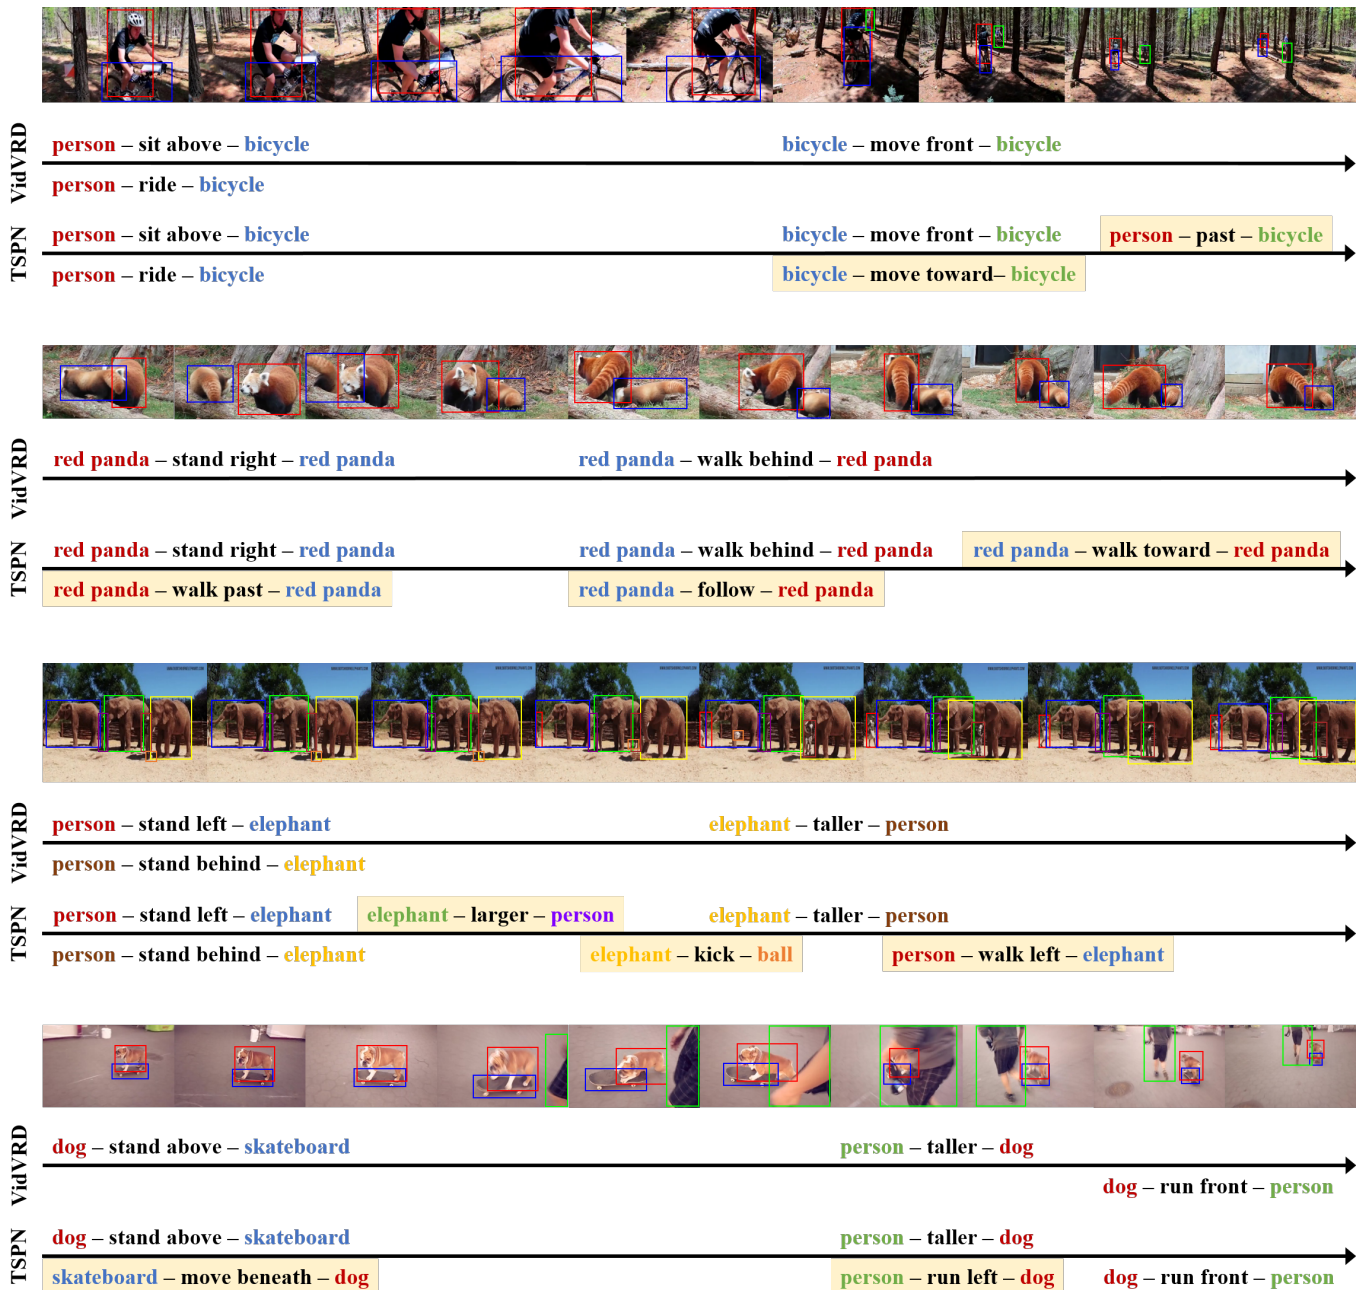 VidVRD
person – sit above – bicycle
bicycle – move front – bicycle
person – ride – bicycle
TSPN
person – sit above – bicycle
bicycle – move front – bicycle
person – past – bicycle
person – ride – bicycle
bicycle – move toward– bicycle
VidVRD
red panda – stand right – red panda
red panda – walk behind – red panda
TSPN
red panda – stand right – red panda
red panda – walk behind – red panda
red panda – walk toward – red panda
red panda – walk past – red panda
red panda – follow – red panda
VidVRD
person – stand left – elephant
elephant – taller – person
person – stand behind – elephant
TSPN
person – stand left – elephant
elephant – larger – person
elephant – taller – person
person – stand behind – elephant
elephant – kick – ball
person – walk left – elephant
VidVRD
dog – stand above – skateboard
person – taller – dog
dog – run front – person
TSPN
dog – stand above – skateboard
person – taller – dog
skateboard – move beneath – dog
person – run left – dog
dog – run front – person